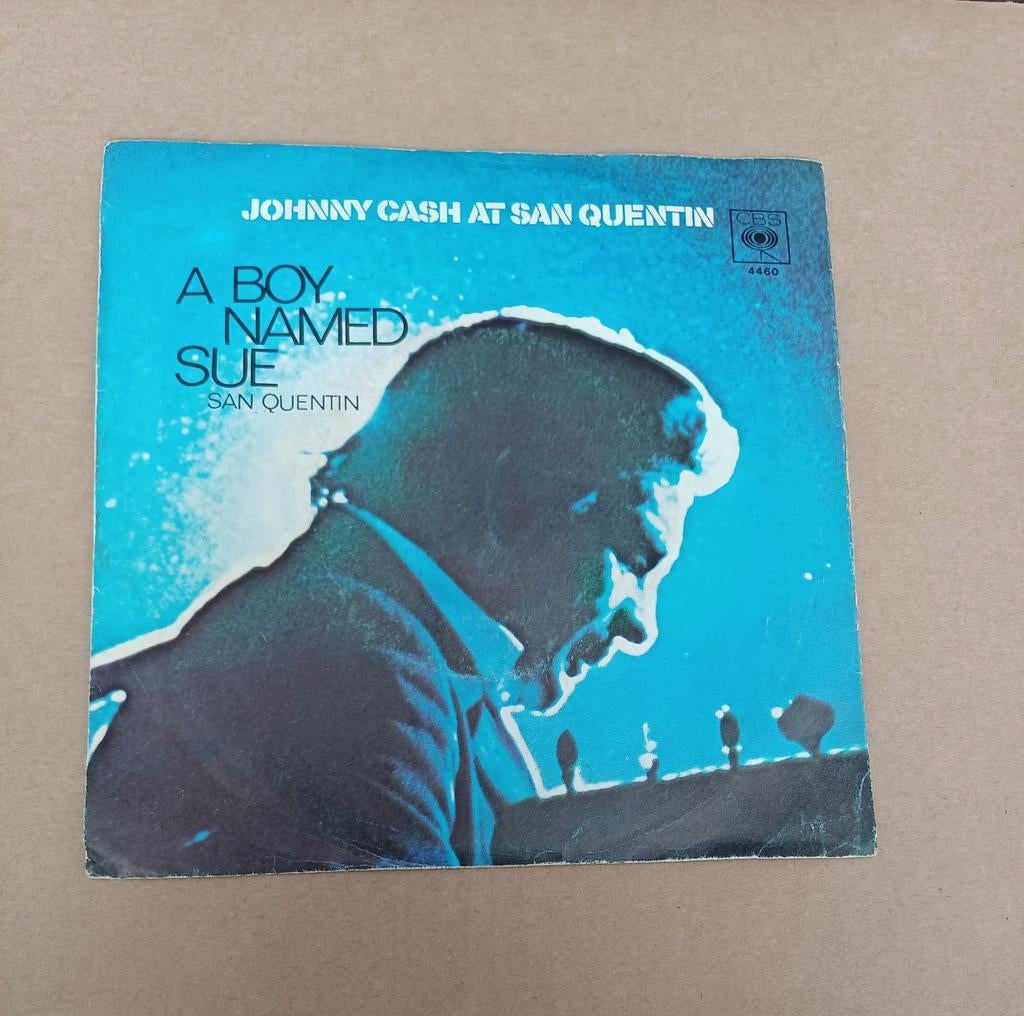 JOHNNY CASH AT SAN QUENTIN
CBS
4460
A BOY
NAMED
SUE
SAN QUENTIN